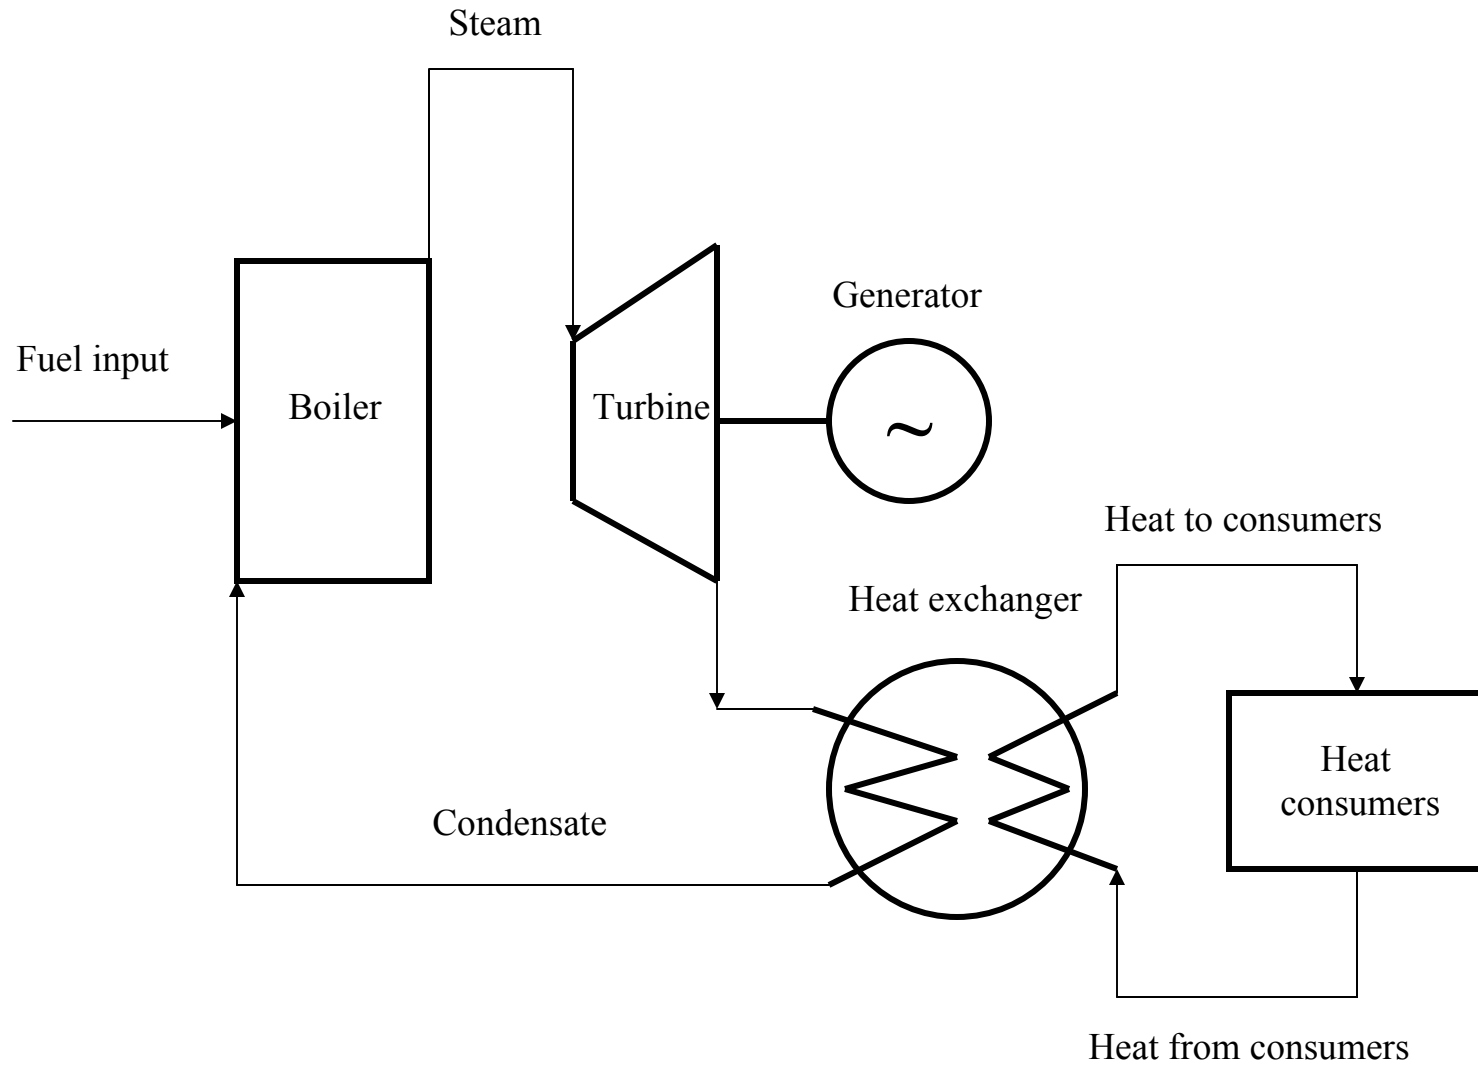 Steam
Generator
Fuel input
Boiler
Turbine
~
Heat to consumers
Heat exchanger
Heat
consumers
Condensate
Heat from consumers